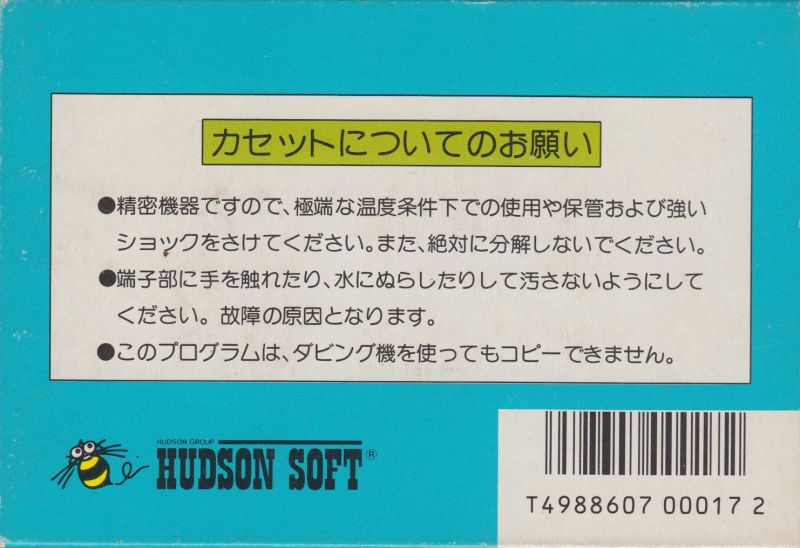 カセットについてのお願い
●精密機器ですので、極端な温度条件下での使用や保管および強い
ショックをさけてください。また、絶対に分解しないでください。
●端子部に手を触れたり、水にぬらしたりして汚さないようにして
ください。故障の原因となります。
●このプログラムは、ダビング機を使ってもコピーできません。
HUDSON GROUP
HUDSON SOFT®
T4988607 00017 2